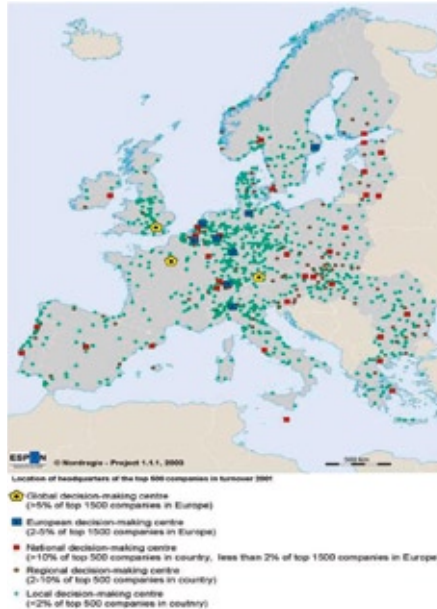 ESPON
© Nordregio - Project 1.1.1, 2003
500 km
Location of headquarters of the top 500 companies in turnover 2001
Global decision-making centre
(>5% of top 1500 companies in Europe)
European decision-making centre
(2-5% of top 1500 companies in Europe)
National decision-making centre
(>10% of top 500 companies in country, less than 2% of top 1500 companies in Europe
Regional decision-making centre
(2-10% of top 500 companies in country)
Local decision-making centre
(<2% of top 500 companies in coutnry)